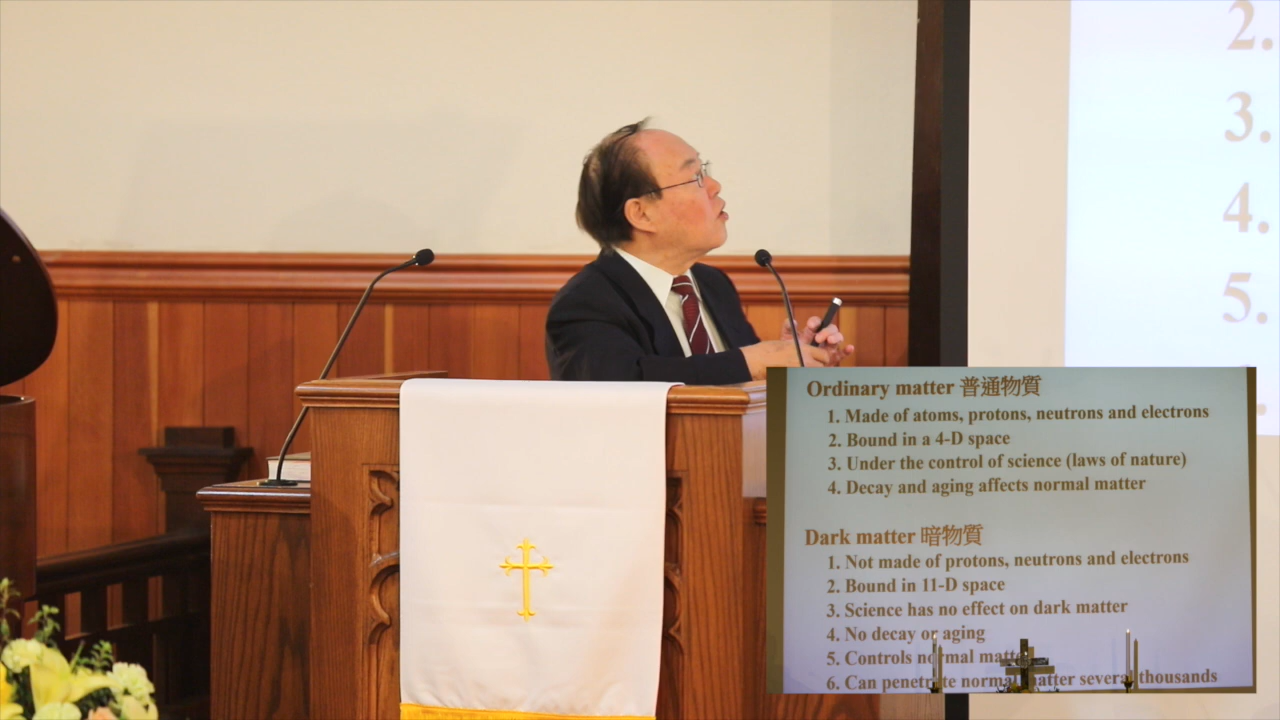 2.
3.
4.
5.
Ordinary matter 普通物質
1. Made of atoms, protons, neutrons and electrons
2. Bound in a 4-D space
3. Under the control of science (laws of nature)
4. Decay and aging affects normal matter
Dark matter 暗物質
1. Not made of protons, neutrons and electrons
2. Bound in 11-D space
3. Science has no effect on dark matter
4. No decay or aging
5. Controls normal matter
6. Can penetrate normal matter several thousands